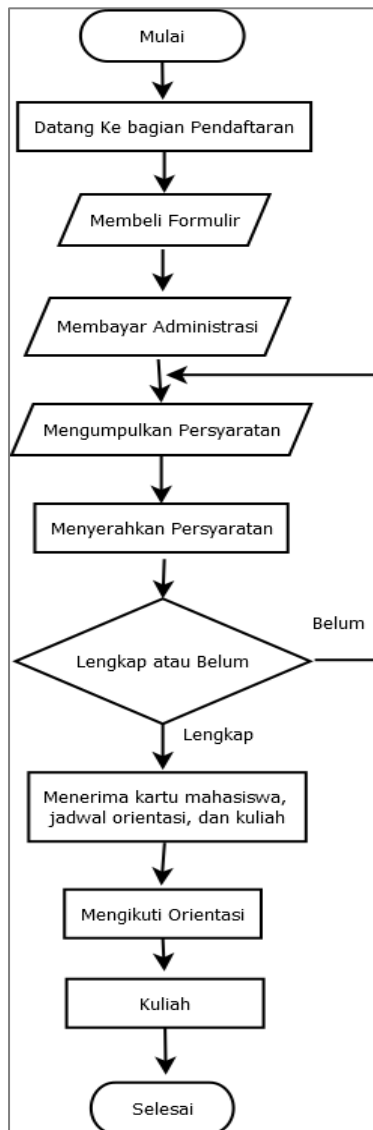 Mulai
Datang Ke bagian Pendaftaran
Membeli Formulir
Membayar Administrasi
Mengumpulkan Persyaratan
Menyerahkan Persyaratan
Belum
Lengkap atau Belum
Lengkap
Menerima kartu mahasiswa,
jadwal orientasi, dan kuliah
Mengikuti Orientasi
Kuliah
Selesai